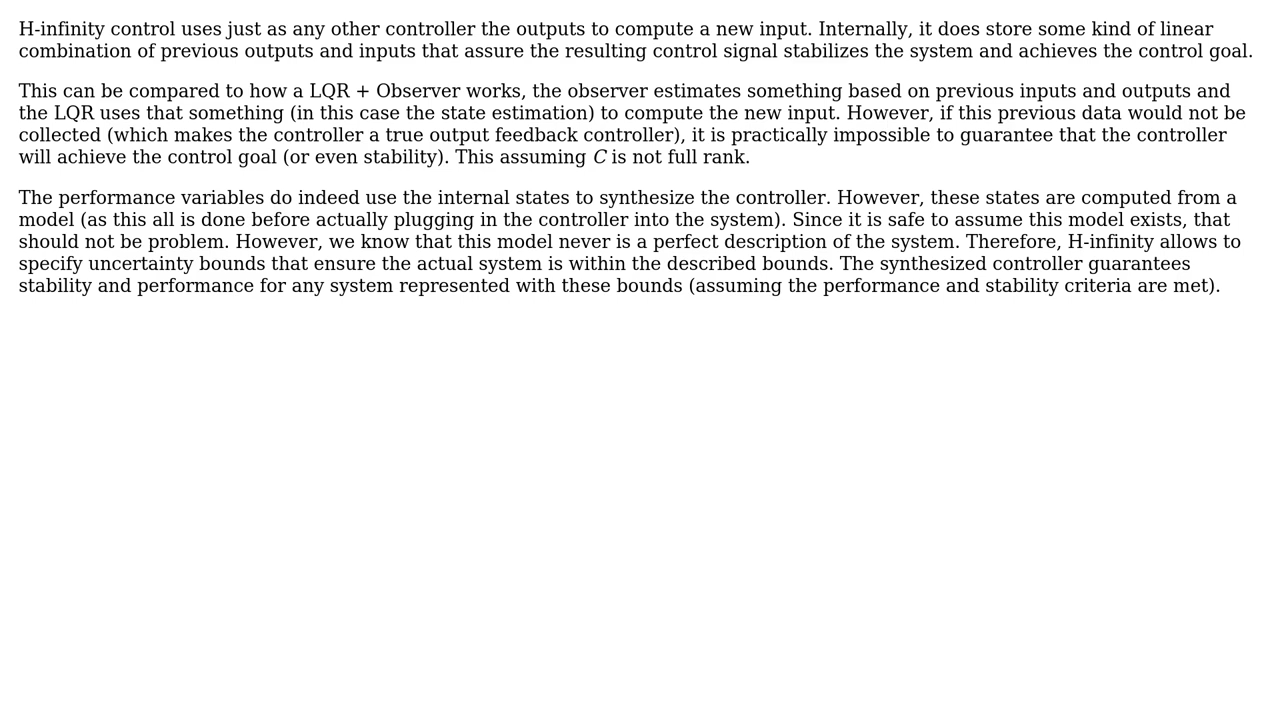 H-infinity control uses just as any other controller the outputs to compute a new input. Internally, it does store some kind of linear
combination of previous outputs and inputs that assure the resulting control signal stabilizes the system and achieves the control goal.
This can be compared to how a LQR + Observer works, the observer estimates something based on previous inputs and outputs and
the LQR uses that something (in this case the state estimation) to compute the new input. However, if this previous data would not be
collected (which makes the controller a true output feedback controller), it is practically impossible to guarantee that the controller
will achieve the control goal (or even stability). This assuming C is not full rank.
The performance variables do indeed use the internal states to synthesize the controller. However, these states are computed from a
model (as this all is done before actually plugging in the controller into the system). Since it is safe to assume this model exists, that
should not be problem. However, we know that this model never is a perfect description of the system. Therefore, H-infinity allows to
specify uncertainty bounds that ensure the actual system is within the described bounds. The synthesized controller guarantees
stability and performance for any system represented with these bounds (assuming the performance and stability criteria are met).